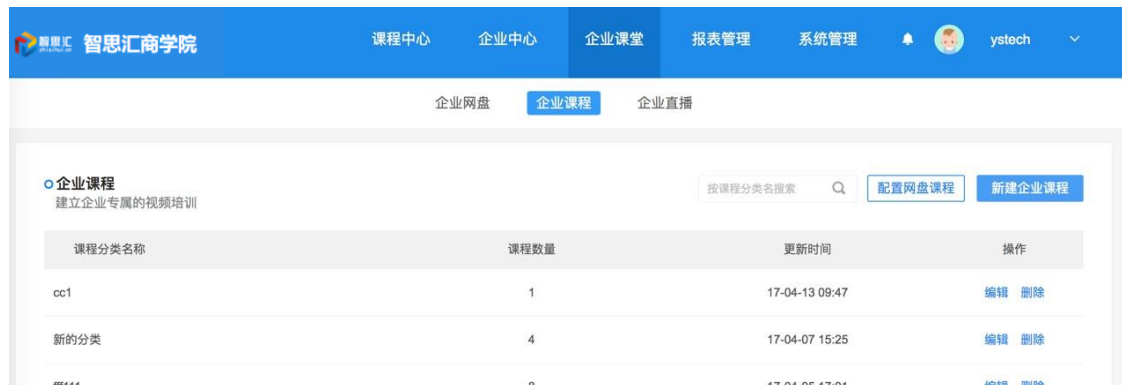 智思汇 智思汇商学院 课程中心 企业中心 企业课堂 报表管理 系统管理 ystech
企业网盘 企业课程 企业直播
企业课程 按课程分类名搜索 配置网盘课程 新建企业课程
建立企业专属的视频培训
课程分类名称 课程数量 更新时间 操作
cc1 1 17-04-13 09:47 编辑 删除
新的分类 4 17-04-07 15:25 编辑 删除